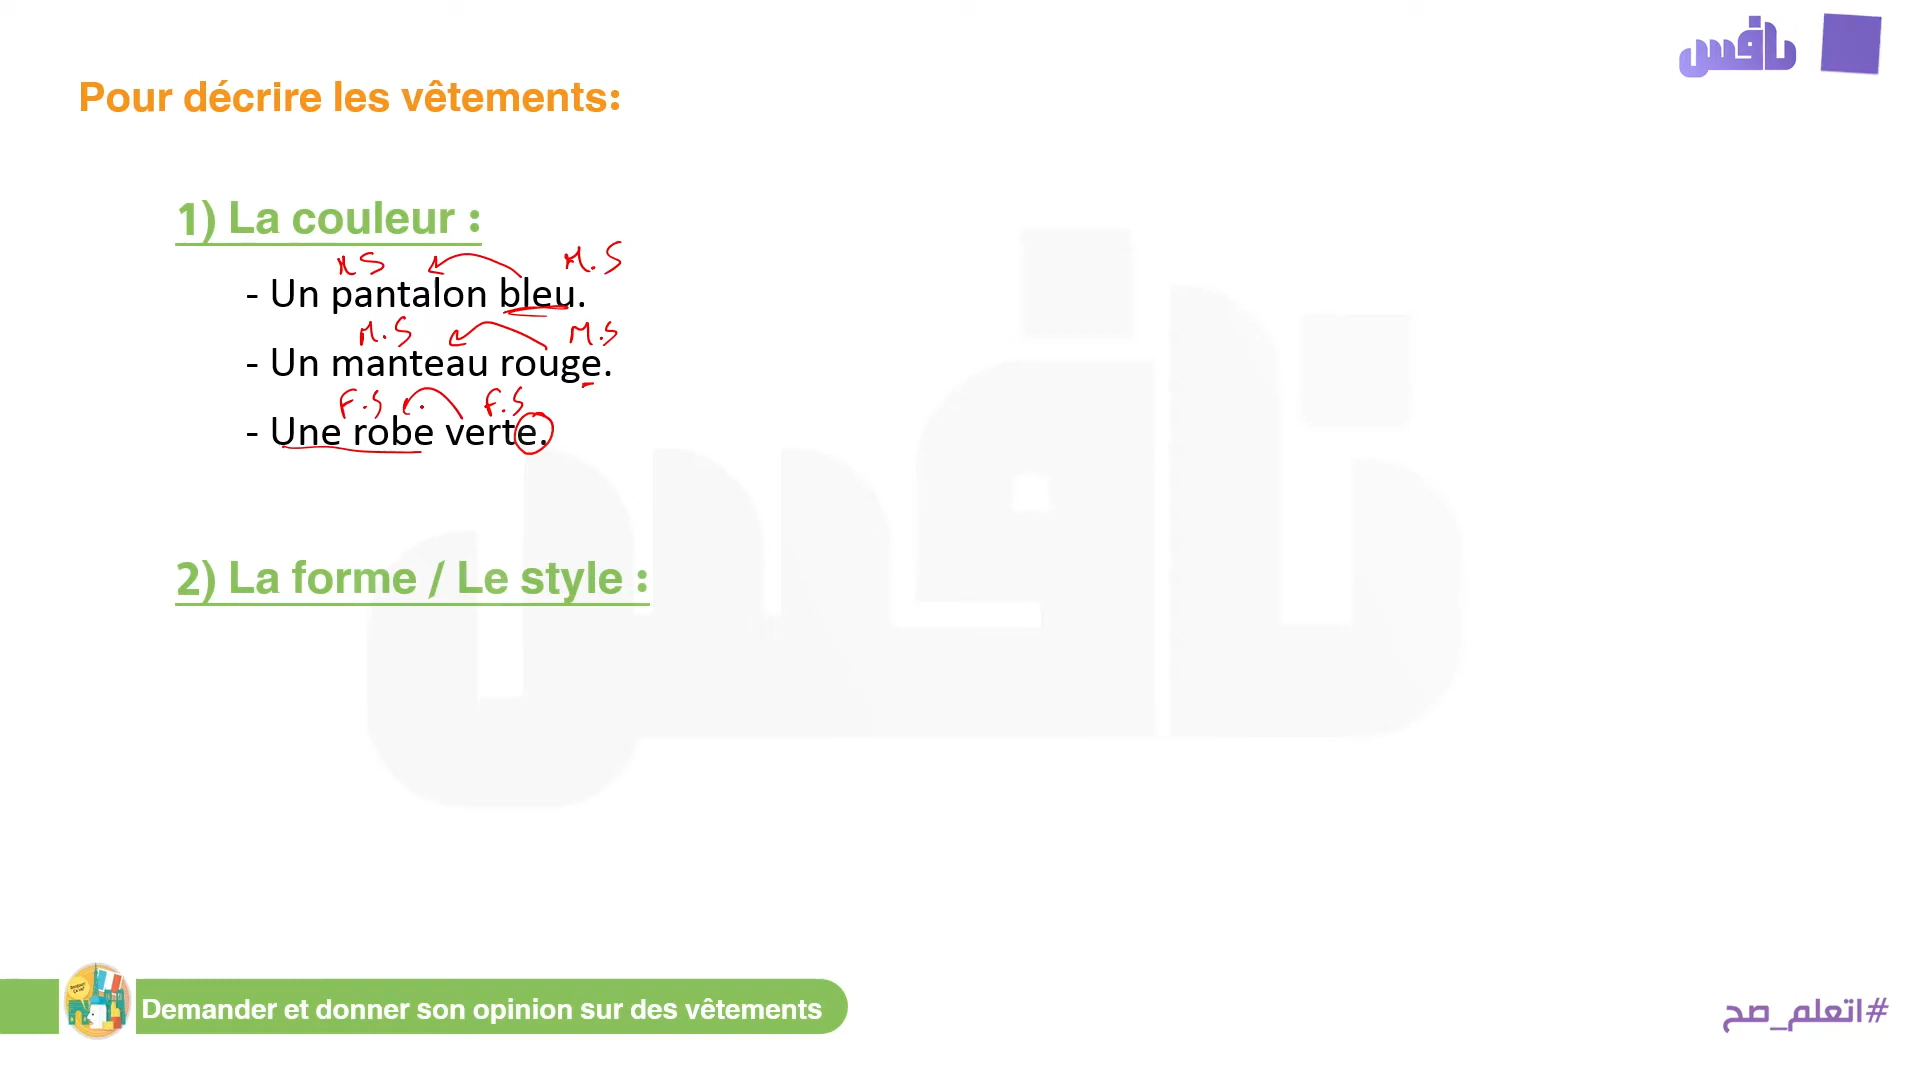 نافس
Pour décrire les vêtements:
1) La couleur :
M S M.S
- Un pantalon bleu.
M.S M.S
- Un manteau rouge.
F.S F.S
- Une robe verte.
2) La forme / Le style :
Demander et donner son opinion sur des vêtements
#اتعلم_صح